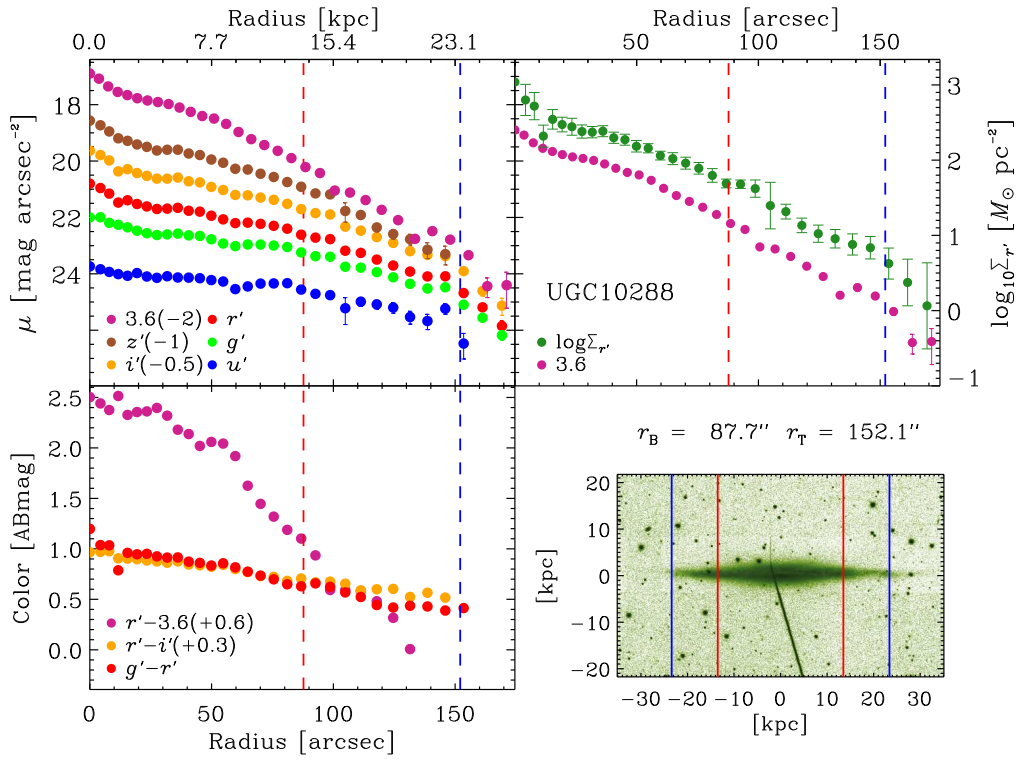 Radius [kpc]
0.0 7.7 15.4 23.1
Radius [arcsec]
50 100 150
μ [mag arcsec⁻²]
18
20
22
24
3.6(−2) r′
z′(−1) g′
i′(−0.5) u′
UGC10288
logΣr′
3.6
3
2
1
0
−1
log₁₀Σr′ [M⊙ pc⁻²]
Color [ABmag]
2.5
2.0
1.5
1.0
0.5
0.0
r′−3.6(+0.6)
r′−i′(+0.3)
g′−r′
0 50 100 150
Radius [arcsec]
rB = 87.7″ rT = 152.1″
[kpc]
20
10
0
−10
−20
−30 −20 −10 0 10 20 30
[kpc]